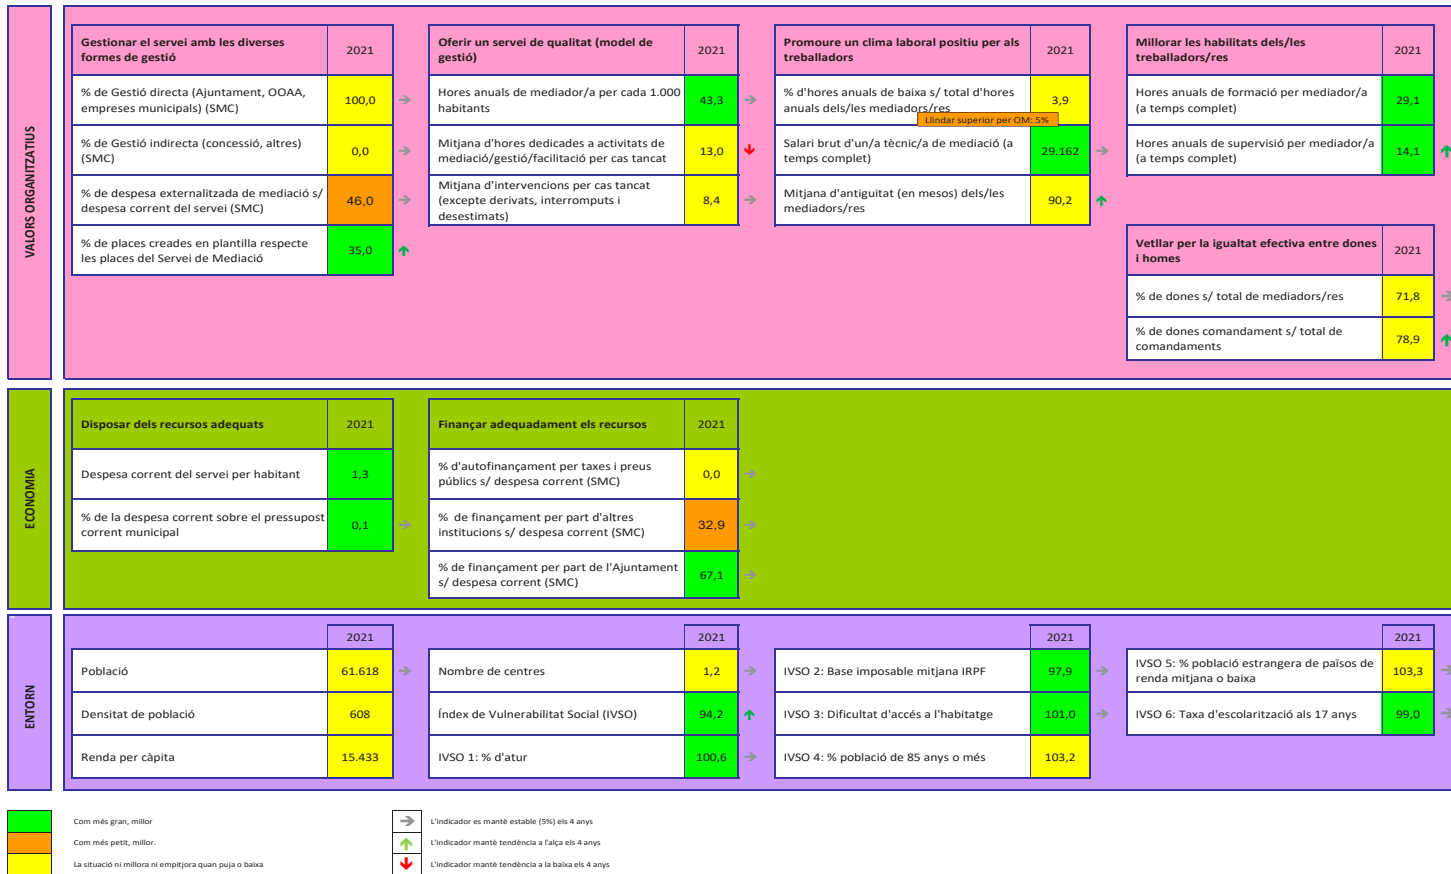 VALORS ORGANITZATIUS
Gestionar el servei amb les diverses
formes de gestió
2021
% de Gestió directa (Ajuntament, OOAA,
empreses municipals) (SMC)
100,0
% de Gestió indirecta (concessió, altres)
(SMC)
0,0
% de despesa externalitzada de mediació s/
despesa corrent del servei (SMC)
46,0
% de places creades en plantilla respecte
les places del Servei de Mediació
35,0
Oferir un servei de qualitat (model de
gestió)
2021
Hores anuals de mediador/a per cada 1.000
habitants
43,3
Mitjana d'hores dedicades a activitats de
mediació/gestió/facilitació per cas tancat
13,0
Mitjana d'intervencions per cas tancat
(excepte derivats, interromputs i
desestimats)
8,4
Promoure un clima laboral positiu per als
treballadors
2021
% d'hores anuals de baixa s/ total d'hores
anuals dels/les mediadors/res
3,9
Llindar superior per OM: 5%
Salari brut d'un/a tècnic/a de mediació (a
temps complet)
29.162
Mitjana d'antiguitat (en mesos) dels/les
mediadors/res
90,2
Millorar les habilitats dels/les
treballadors/res
2021
Hores anuals de formació per mediador/a
(a temps complet)
29,1
Hores anuals de supervisió per mediador/a
(a temps complet)
14,1
Vetllar per la igualtat efectiva entre dones
i homes
2021
% de dones s/ total de mediadors/res
71,8
% de dones comandament s/ total de
comandaments
78,9
ECONOMIA
Disposar dels recursos adequats
2021
Despesa corrent del servei per habitant
1,3
% de la despesa corrent sobre el pressupost
corrent municipal
0,1
Finançar adequadament els recursos
2021
% d'autofinançament per taxes i preus
públics s/ despesa corrent (SMC)
0,0
% de finançament per part d'altres
institucions s/ despesa corrent (SMC)
32,9
% de finançament per part de l'Ajuntament
s/ despesa corrent (SMC)
67,1
ENTORN
2021
Població
61.618
Densitat de població
608
Renda per càpita
15.433
2021
Nombre de centres
1,2
Índex de Vulnerabilitat Social (IVSO)
94,2
IVSO 1: % d'atur
100,6
2021
IVSO 2: Base imposable mitjana IRPF
97,9
IVSO 3: Dificultat d'accés a l'habitatge
101,0
IVSO 4: % població de 85 anys o més
103,2
2021
IVSO 5: % població estrangera de països de
renda mitjana o baixa
103,3
IVSO 6: Taxa d'escolarització als 17 anys
99,0
Com més gran, millor
Com més petit, millor.
La situació ni millora ni empitjora quan puja o baixa
L'indicador es mantè estable (5%) els 4 anys
L'indicador mantè tendència a l'alça els 4 anys
L'indicador mantè tendència a la baixa els 4 anys